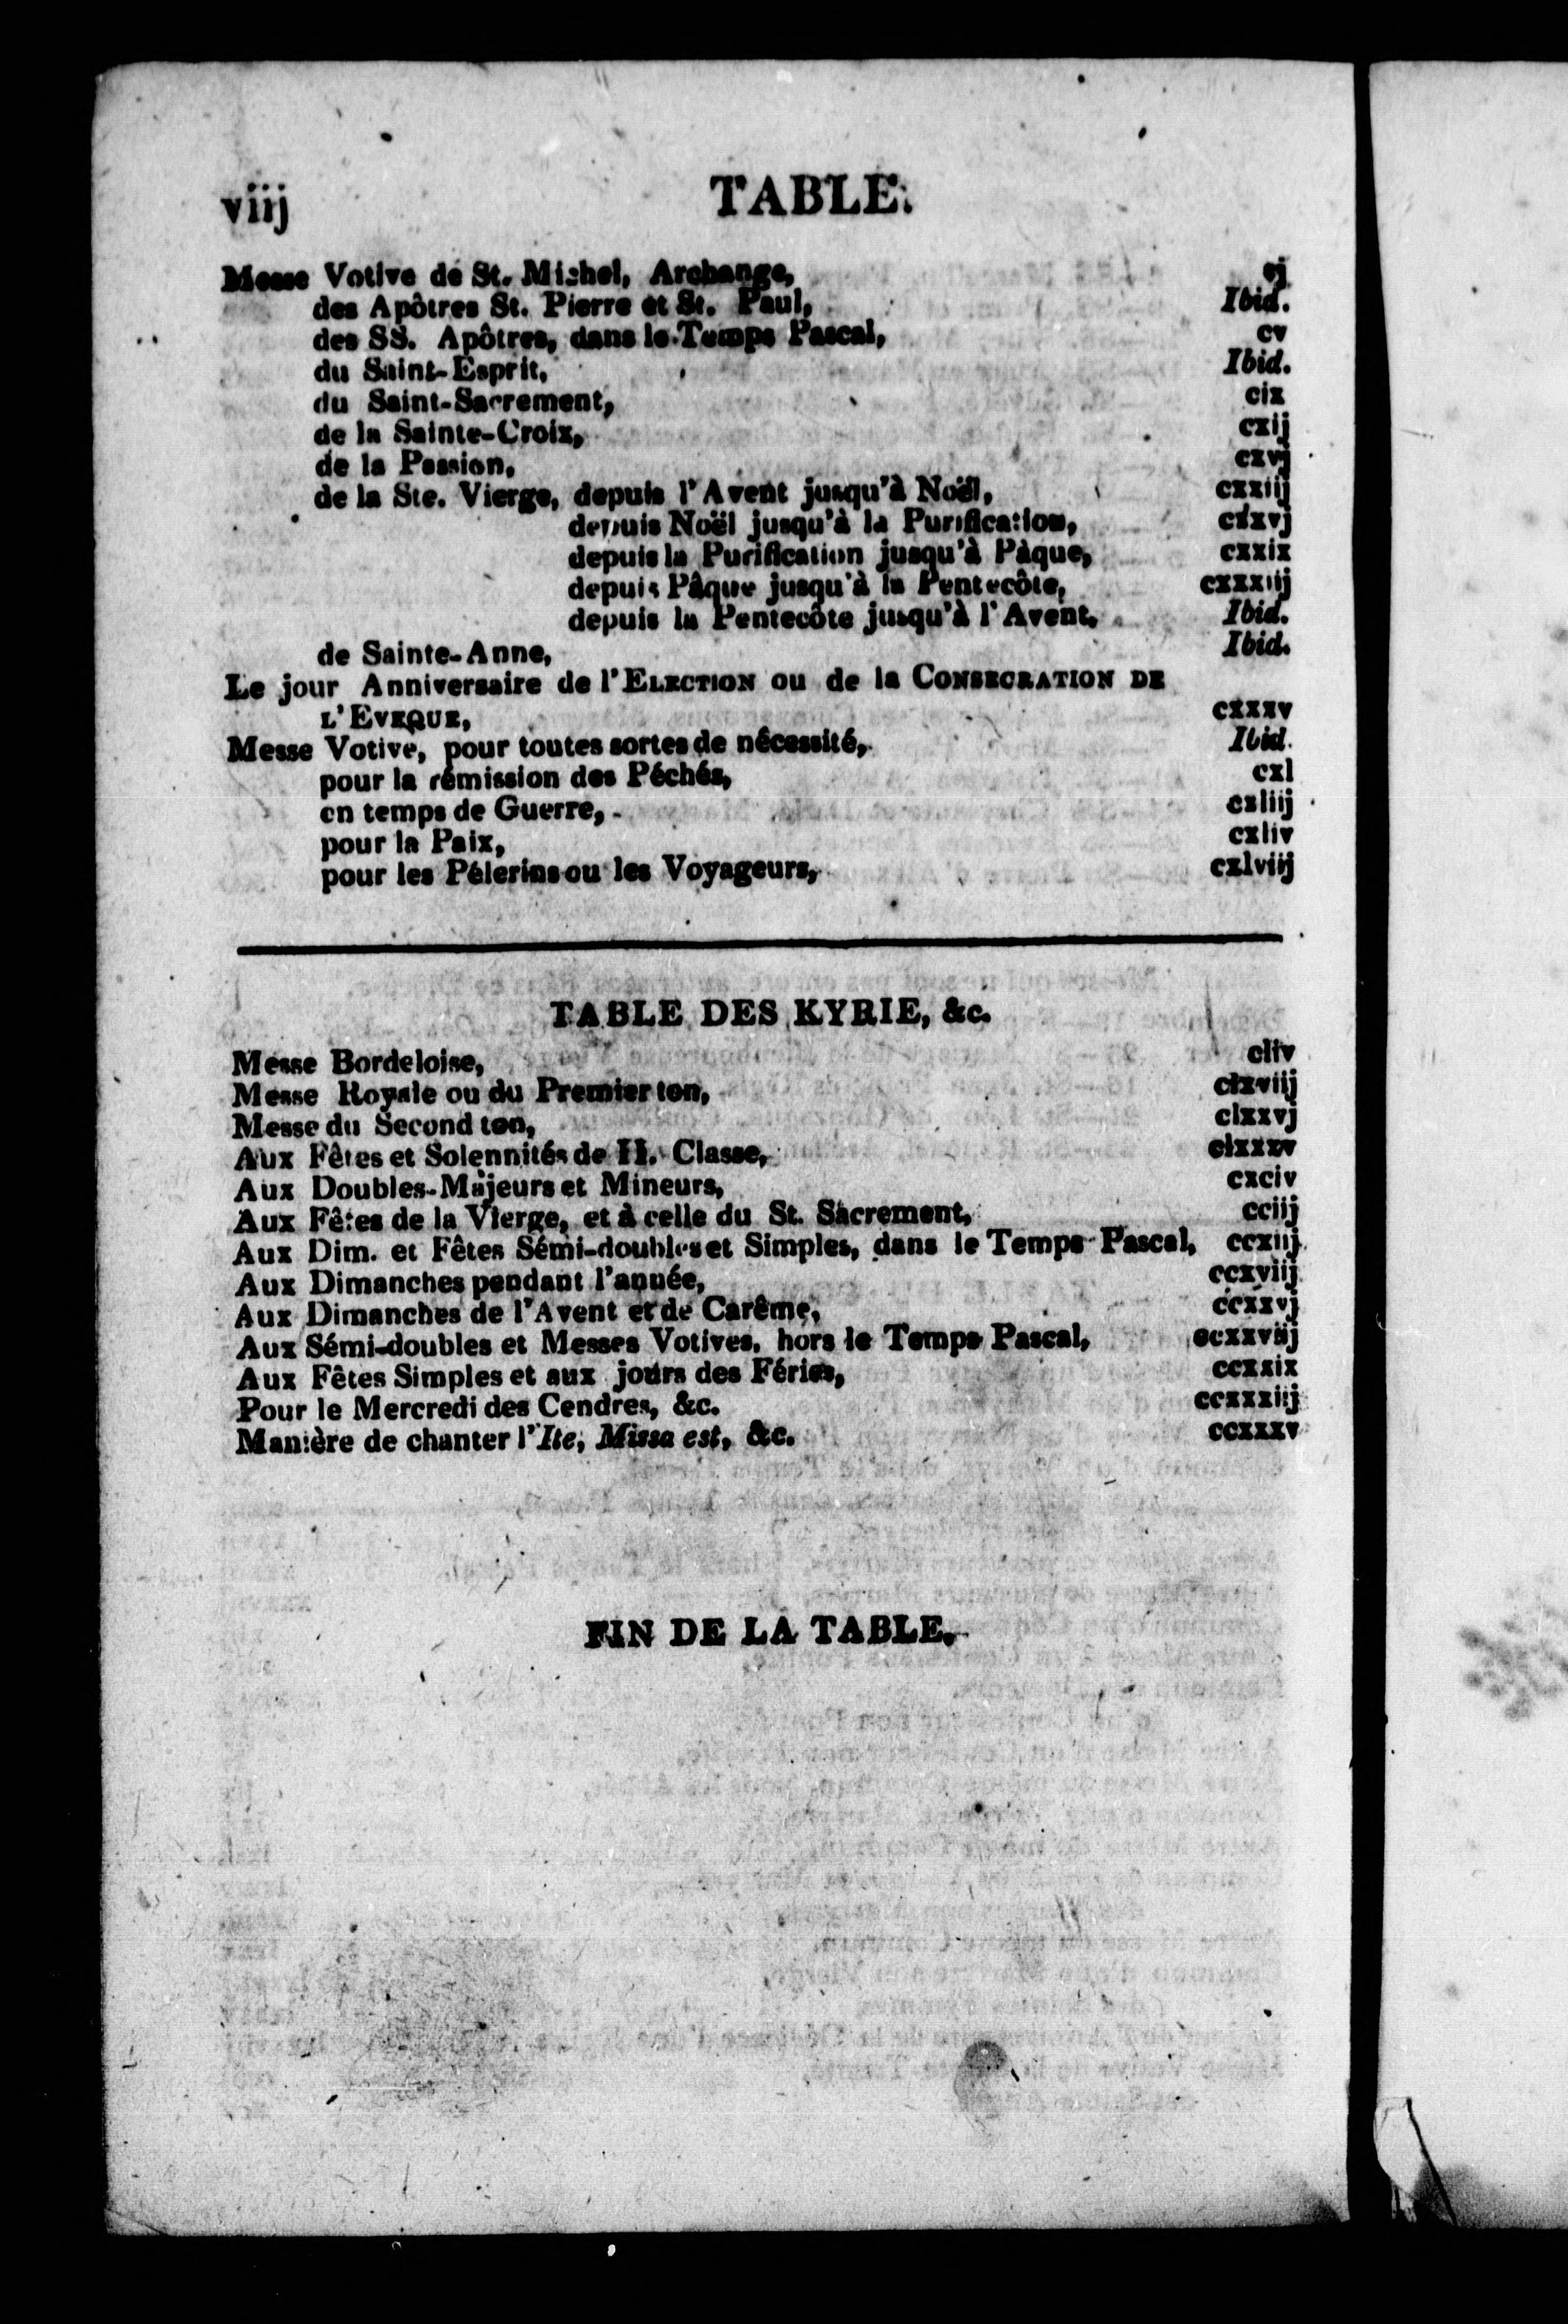 viij TABLE.
Messe Votive de St. Michel, Archange, cj
des Apôtres St. Pierre et St. Paul, Ibid.
des SS. Apôtres, dans le Temps Pascal, cv
du Saint-Esprit, Ibid.
du Saint-Sacrement, cix
de la Sainte-Croix, cxij
de la Passion, cxvj
de la Ste. Vierge, depuis l'Avent jusqu'à Noël, cxxiij
depuis Noël jusqu'à la Purification, cxxvj
depuis la Purification jusqu'à Pâque, cxxix
depuis Pâque jusqu'à la Pentecôte, cxxxiij
depuis la Pentecôte jusqu'à l'Avent, Ibid.
de Sainte-Anne, Ibid.
Le jour Anniversaire de l'ELECTION ou de la CONSECRATION DE
L'EVEQUE, cxxxv
Messe Votive, pour toutes sortes de nécessité, Ibid.
pour la rémission des Péchés, cxl
en temps de Guerre, cxliij
pour la Paix, cxliv
pour les Pélerins ou les Voyageurs, cxlviij
TABLE DES KYRIE, &c.
Messe Bordeloise, cliv
Messe Royale ou du Premier ton, clxviij
Messe du Second ton, clxxvj
Aux Fêtes et Solennités de II. Classe, clxxxv
Aux Doubles-Majeurs et Mineurs, cxciv
Aux Fêtes de la Vierge, et à celle du St. Sacrement, cciij
Aux Dim. et Fêtes Sémi-doubles et Simples, dans le Temps Pascal, ccxiij
Aux Dimanches pendant l'année, ccxviij
Aux Dimanches de l'Avent et de Carême, ccxxvj
Aux Sémi-doubles et Messes Votives, hors le Temps Pascal, ccxxviij
Aux Fêtes Simples et aux jours des Féries, ccxxix
Pour le Mercredi des Cendres, &c. ccxxxiij
Manière de chanter l'Ite, Missa est, &c. ccxxxv
FIN DE LA TABLE.